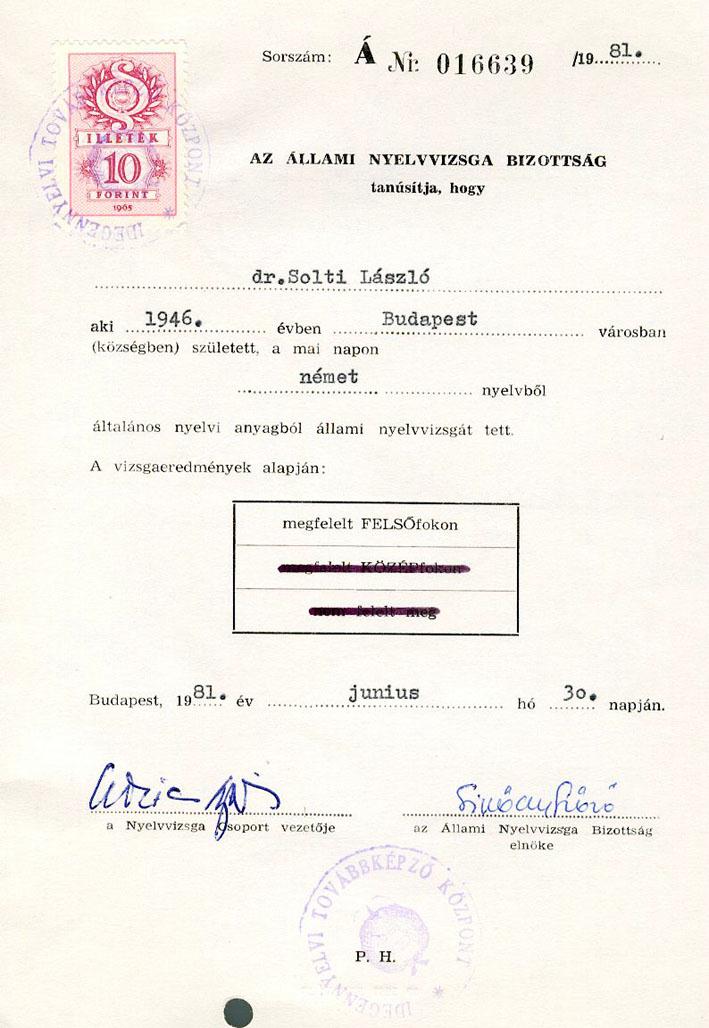 Sorszám: Á № 016639 /1981.
ILLETÉK
10
FORINT
1965
IDEGENNYELVI TOVÁBBKÉPZŐ KÖZPONT *
AZ ÁLLAMI NYELVVIZSGA BIZOTTSÁG
tanúsítja, hogy
dr.Solti László
aki 1946. évben Budapest városban
(községben) született, a mai napon
német nyelvből
általános nyelvi anyagból állami nyelvvizsgát tett.
A vizsgaeredmények alapján:
megfelelt FELSŐfokon
megfelelt KÖZÉPfokon
nem felelt meg
Budapest, 1981. év junius hó 30. napján.
a Nyelvvizsga Csoport vezetője
az Állami Nyelvvizsga Bizottság
elnöke
IDEGENNYELVI TOVÁBBKÉPZŐ KÖZPONT *
P. H.